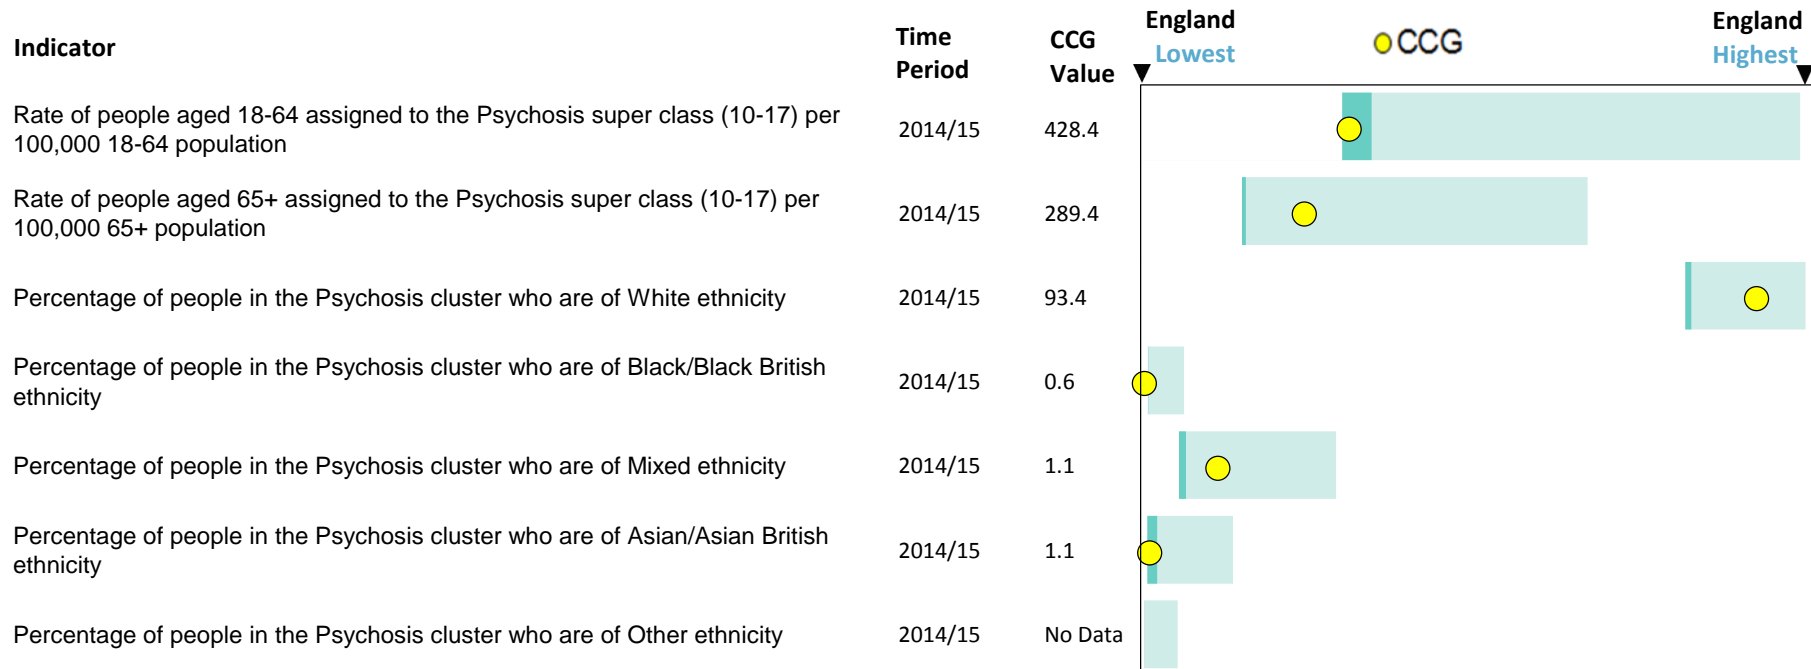 Indicator
Time
Period
CCG
Value
England
Lowest
CCG
England
Highest
Rate of people aged 18-64 assigned to the Psychosis super class (10-17) per
100,000 18-64 population
2014/15
428.4
Rate of people aged 65+ assigned to the Psychosis super class (10-17) per
100,000 65+ population
2014/15
289.4
Percentage of people in the Psychosis cluster who are of White ethnicity
2014/15
93.4
Percentage of people in the Psychosis cluster who are of Black/Black British
ethnicity
2014/15
0.6
Percentage of people in the Psychosis cluster who are of Mixed ethnicity
2014/15
1.1
Percentage of people in the Psychosis cluster who are of Asian/Asian British
ethnicity
2014/15
1.1
Percentage of people in the Psychosis cluster who are of Other ethnicity
2014/15
No Data